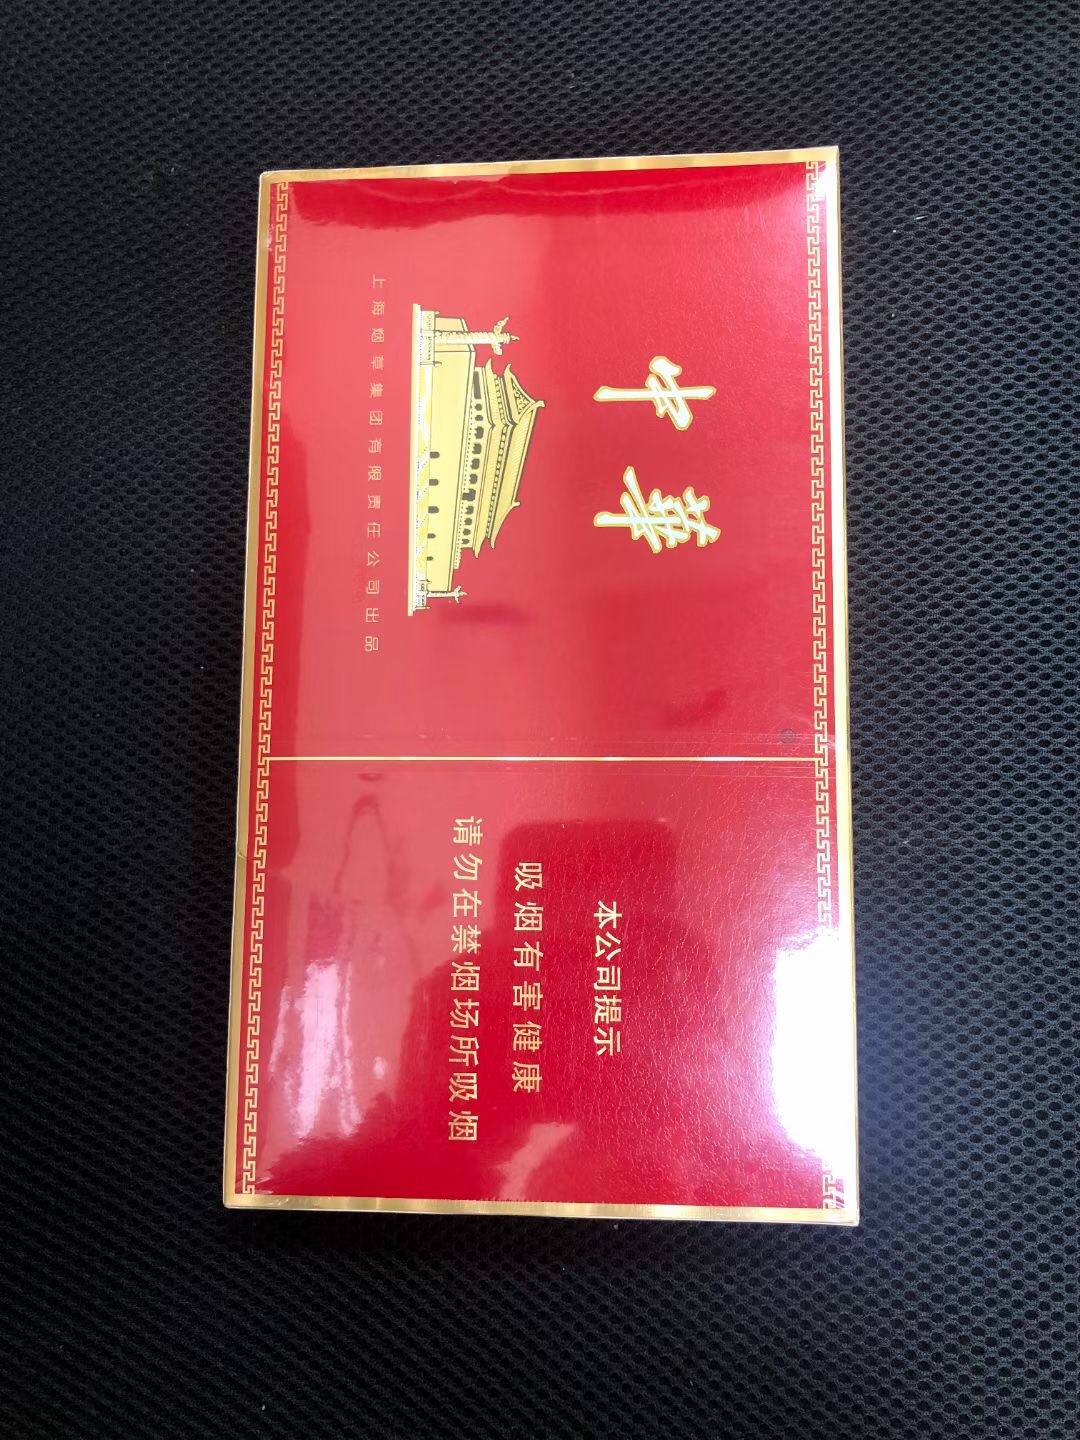 中華
上海烟草集团有限责任公司出品
本公司提示
吸烟有害健康
请勿在禁烟场所吸烟